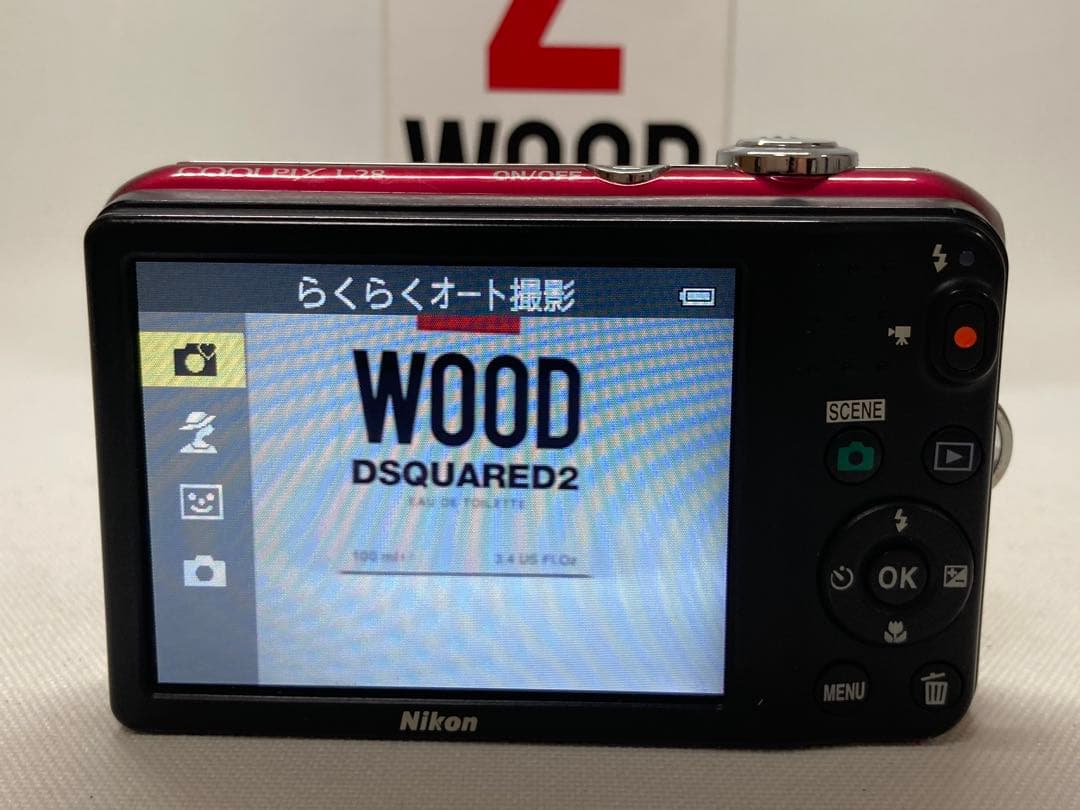 2
WOOD
COOLPIX L28
ON/OFF
らくらくオート撮影
WOOD
DSQUARED2
EAU DE TOILETTE
100 ml
3.4 US Fl.Oz
SCENE
OK
MENU
Nikon